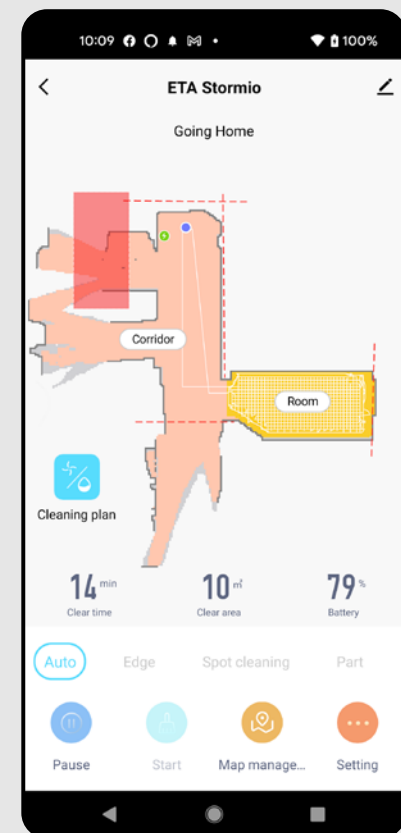 10:09 100%
ETA Stormio
Going Home
Corridor
Room
Cleaning plan
14 min 10 ㎡ 79 %
Clear time Clear area Battery
Auto Edge Spot cleaning Part
Pause Start Map manage... Setting